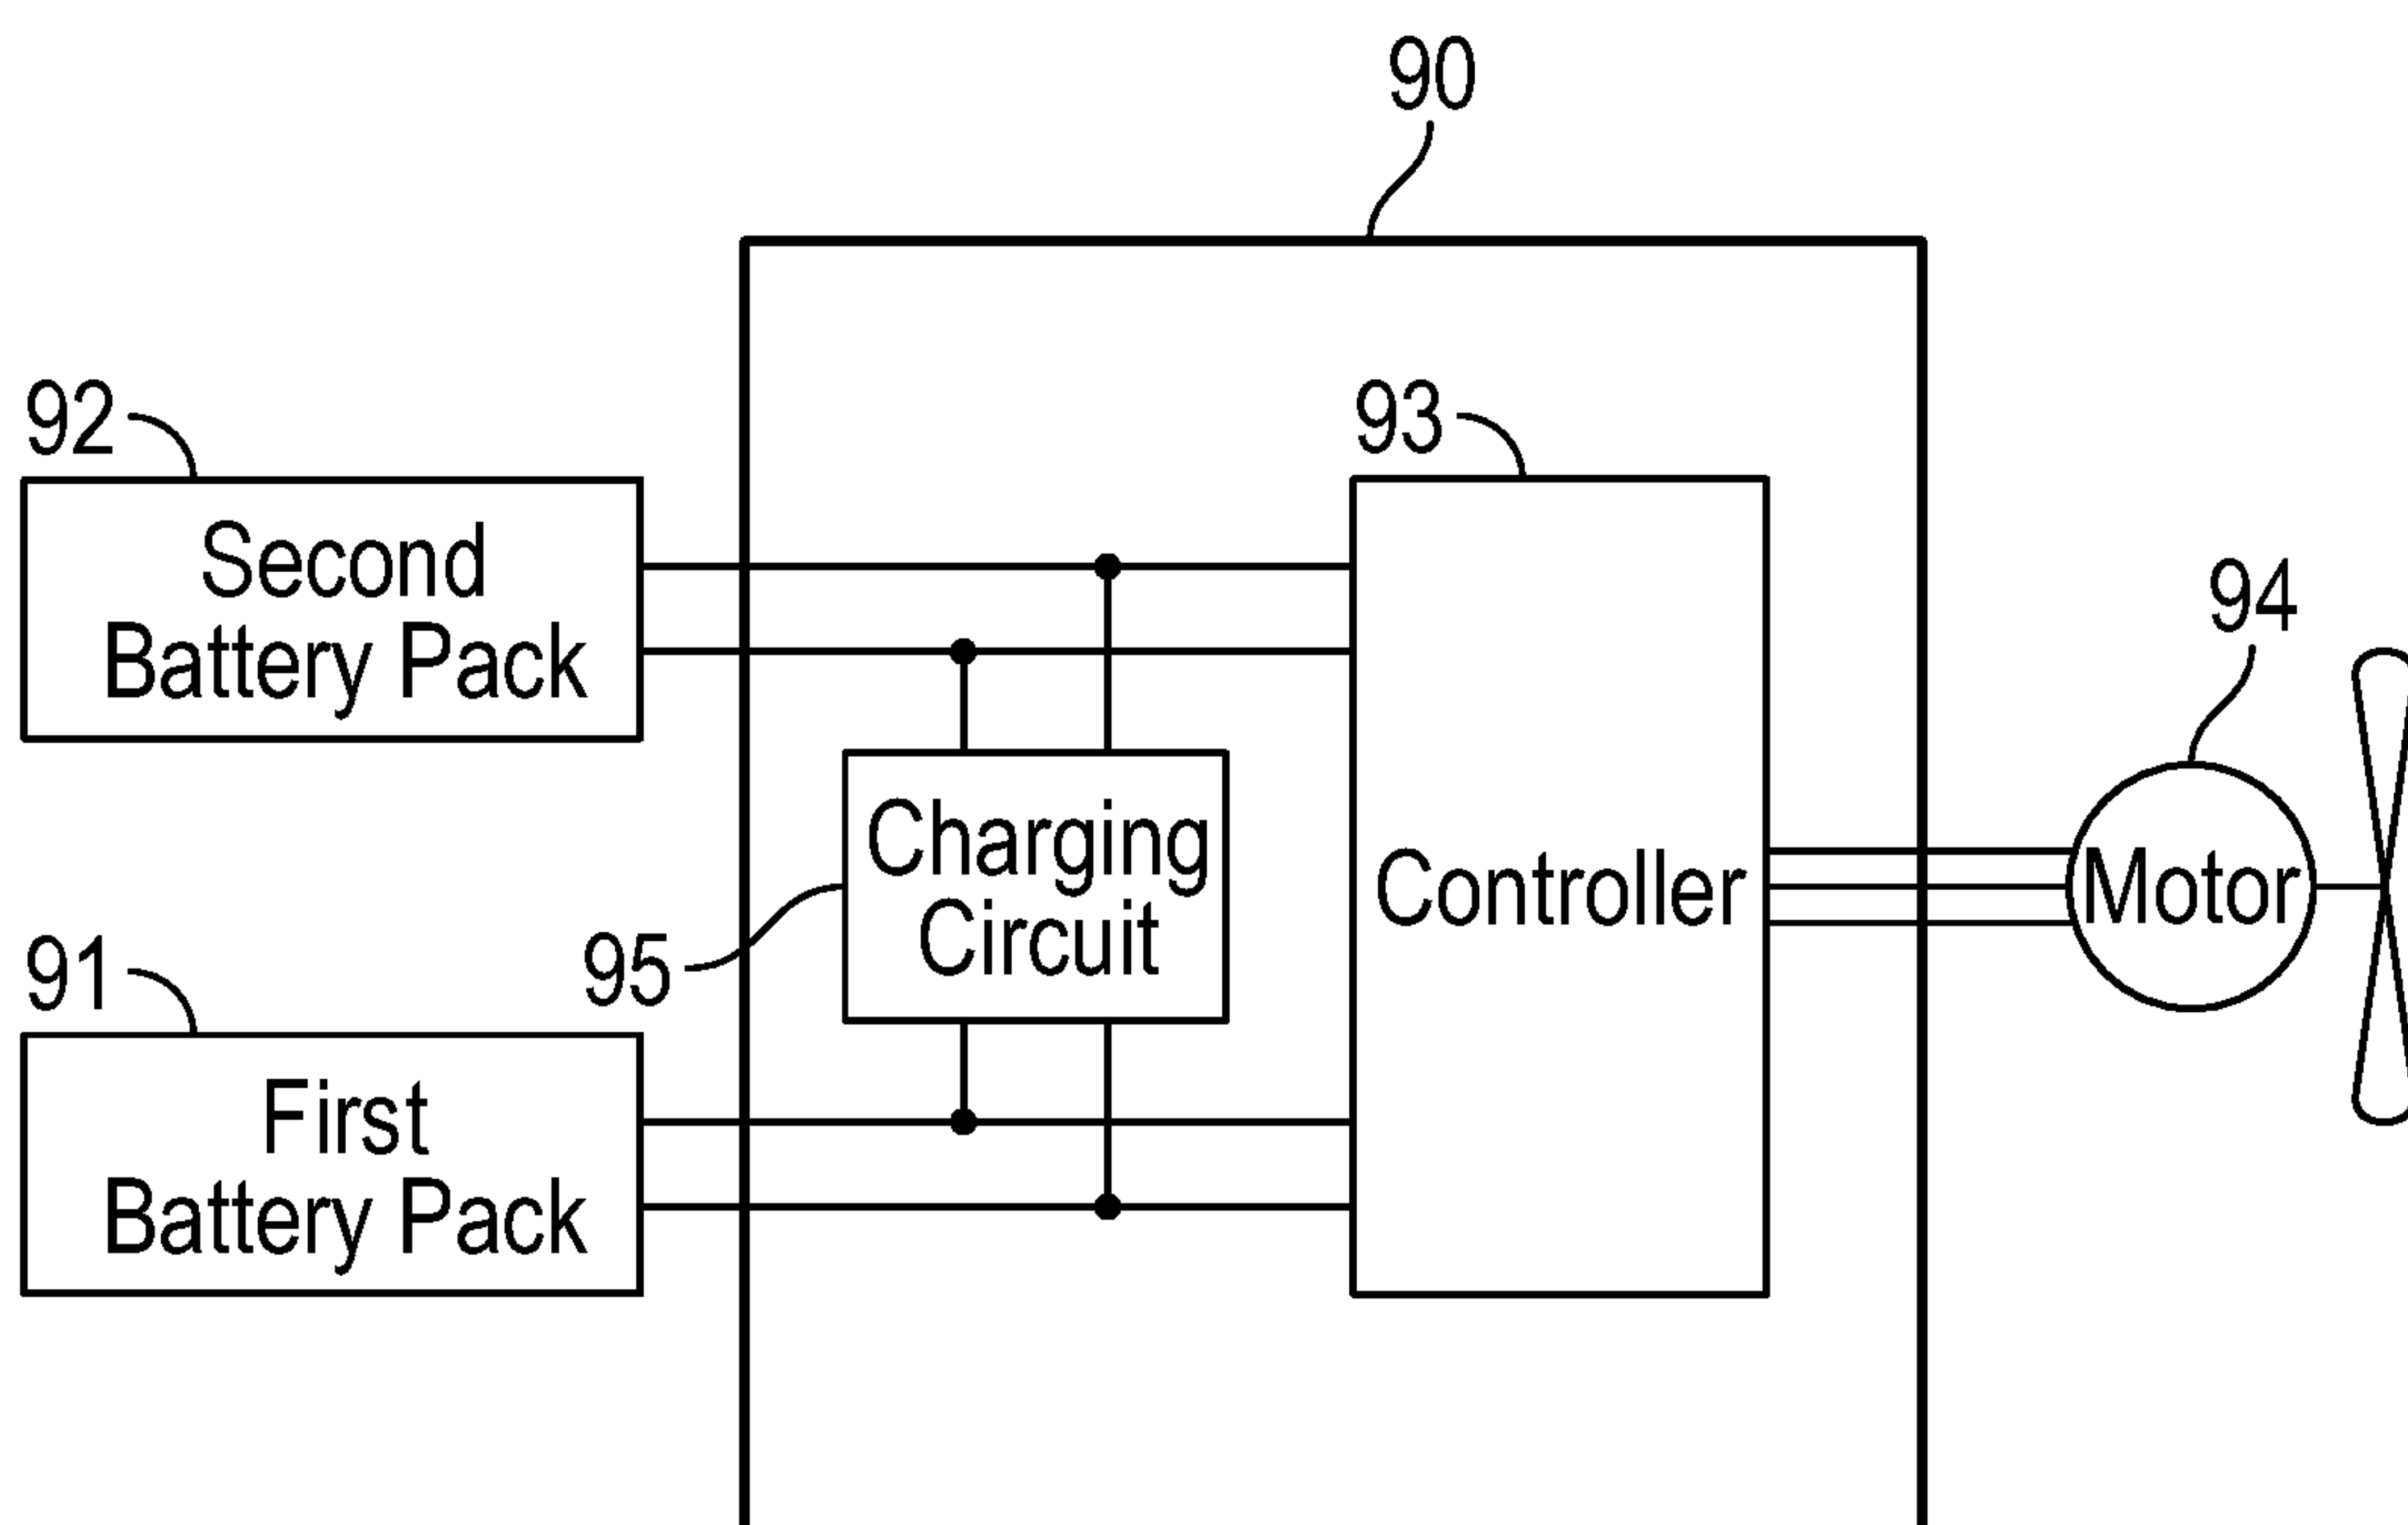 90
92
93
Second
Battery Pack
94
Charging
Circuit
Controller
Motor
91
95
First
Battery Pack